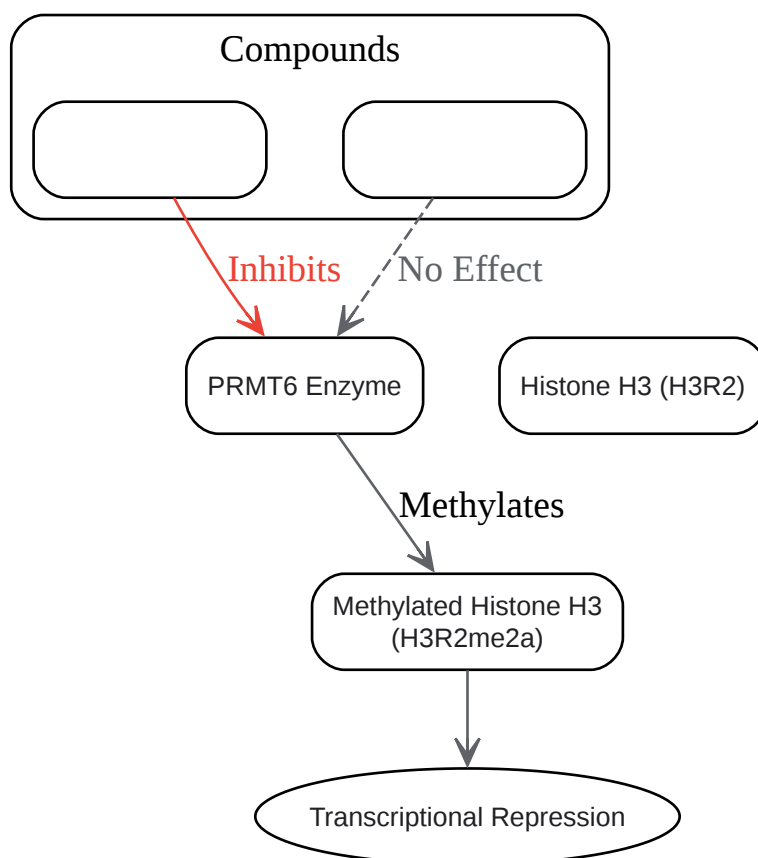 Compounds
Inhibits
No Effect
PRMT6 Enzyme
Histone H3 (H3R2)
Methylates
Methylated Histone H3
(H3R2me2a)
Transcriptional Repression